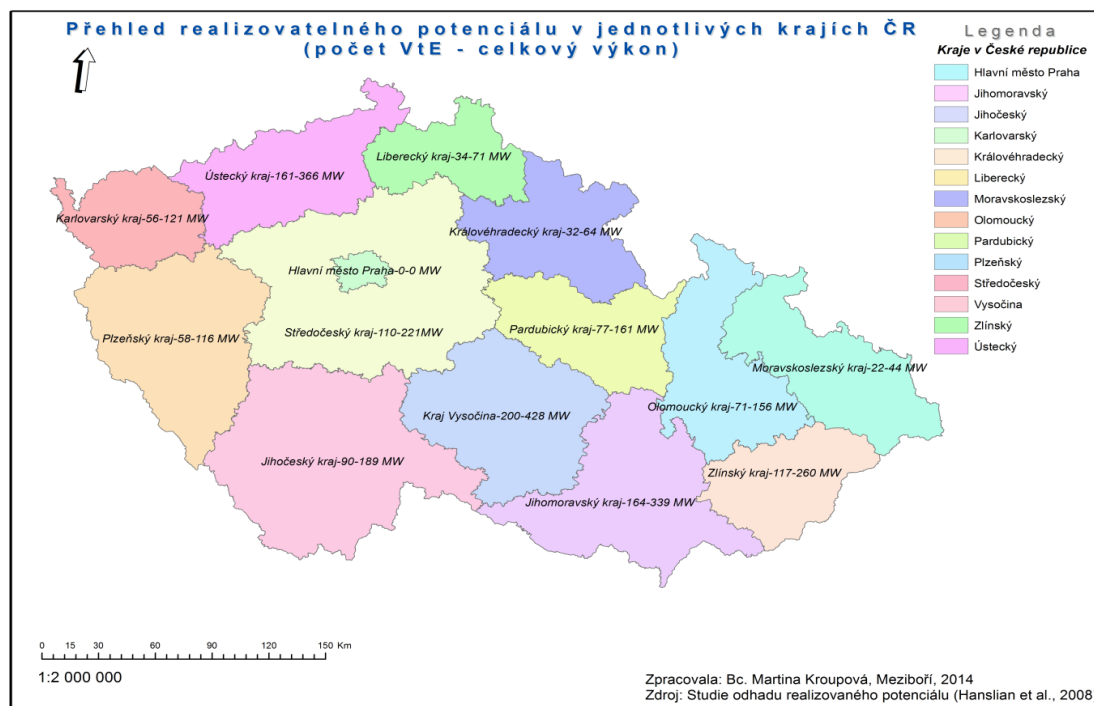 Přehled realizovatelného potenciálu v jednotlivých krajích ČR
(počet VtE - celkový výkon)
Legenda
Kraje v České republice
Hlavní město Praha
Jihomoravský
Jihočeský
Karlovarský
Královéhradecký
Liberecký
Moravskoslezský
Olomoucký
Pardubický
Plzeňský
Středočeský
Vysočina
Zlínský
Ústecký
Liberecký kraj-34-71 MW
Ústecký kraj-161-366 MW
Karlovarský kraj-56-121 MW
Královéhradecký kraj-32-64 MW
Hlavní město Praha-0-0 MW
Středočeský kraj-110-221MW
Pardubický kraj-77-161 MW
Plzeňský kraj-58-116 MW
Moravskoslezský kraj-22-44 MW
Olomoucký kraj-71-156 MW
Kraj Vysočina-200-428 MW
Jihočeský kraj-90-189 MW
Zlínský kraj-117-260 MW
Jihomoravský kraj-164-339 MW
0 15 30 60 90 120 150 Km
1:2 000 000
Zpracovala: Bc. Martina Kroupová, Meziboří, 2014
Zdroj: Studie odhadu realizovaného potenciálu (Hanslian et al., 2008)